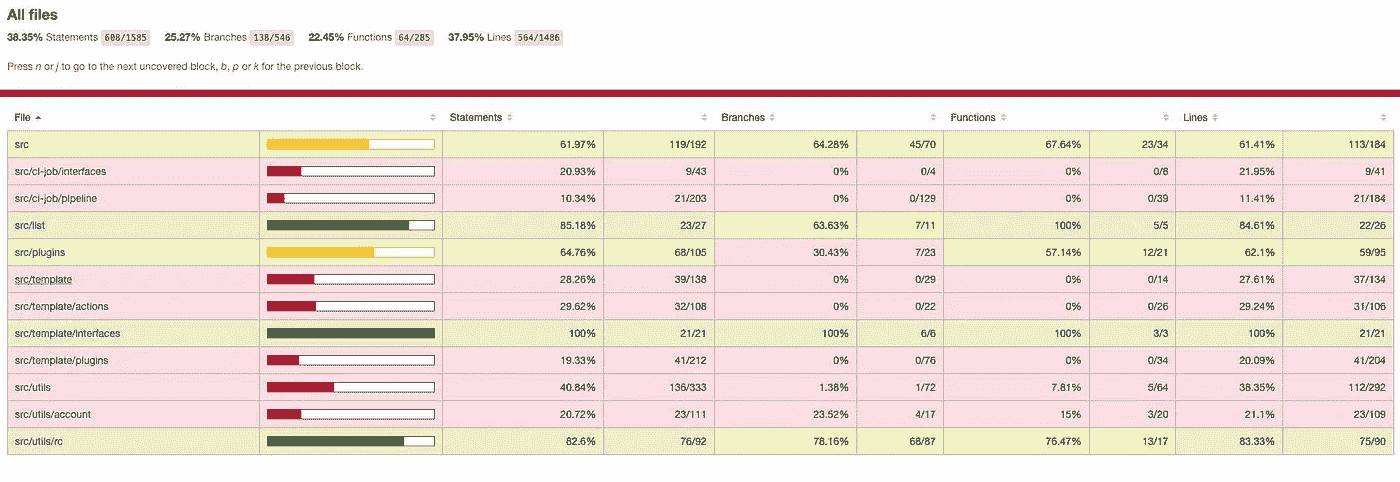 All files
38.35% Statements 608/1585 25.27% Branches 138/546 22.45% Functions 64/285 37.95% Lines 564/1486
Press n or j to go to the next uncovered block, b, p or k for the previous block.
File Statements Branches Functions Lines
src 61.97% 119/192 64.28% 45/70 67.64% 23/34 61.41% 113/184
src/ci-job/interfaces 20.93% 9/43 0% 0/4 0% 0/8 21.95% 9/41
src/ci-job/pipeline 10.34% 21/203 0% 0/129 0% 0/39 11.41% 21/184
src/list 85.18% 23/27 63.63% 7/11 100% 5/5 84.61% 22/26
src/plugins 64.76% 68/105 30.43% 7/23 57.14% 12/21 62.1% 59/95
src/template 28.26% 39/138 0% 0/29 0% 0/14 27.61% 37/134
src/template/actions 29.62% 32/108 0% 0/22 0% 0/26 29.24% 31/106
src/template/interfaces 100% 21/21 100% 6/6 100% 3/3 100% 21/21
src/template/plugins 19.33% 41/212 0% 0/76 0% 0/34 20.09% 41/204
src/utils 40.84% 136/333 1.38% 1/72 7.81% 5/64 38.35% 112/292
src/utils/account 20.72% 23/111 23.52% 4/17 15% 3/20 21.1% 23/109
src/utils/rc 82.6% 76/92 78.16% 68/87 76.47% 13/17 83.33% 75/90